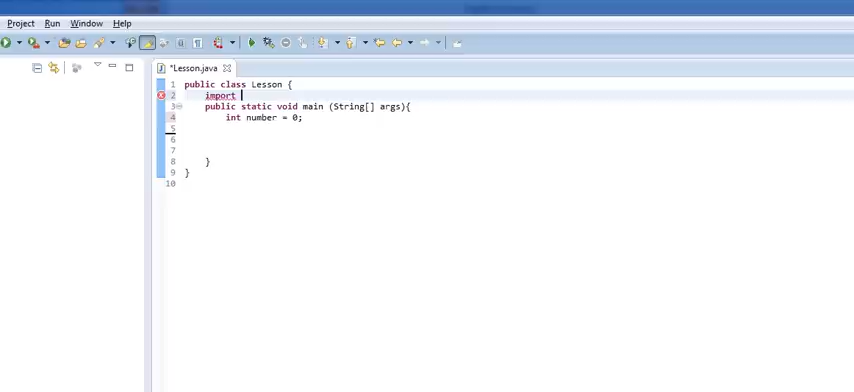 Project Run Window Help
*Lesson.java
1 public class Lesson {
2 import
3 public static void main (String[] args){
4 int number = 0;
5
6
7
8 }
9 }
10